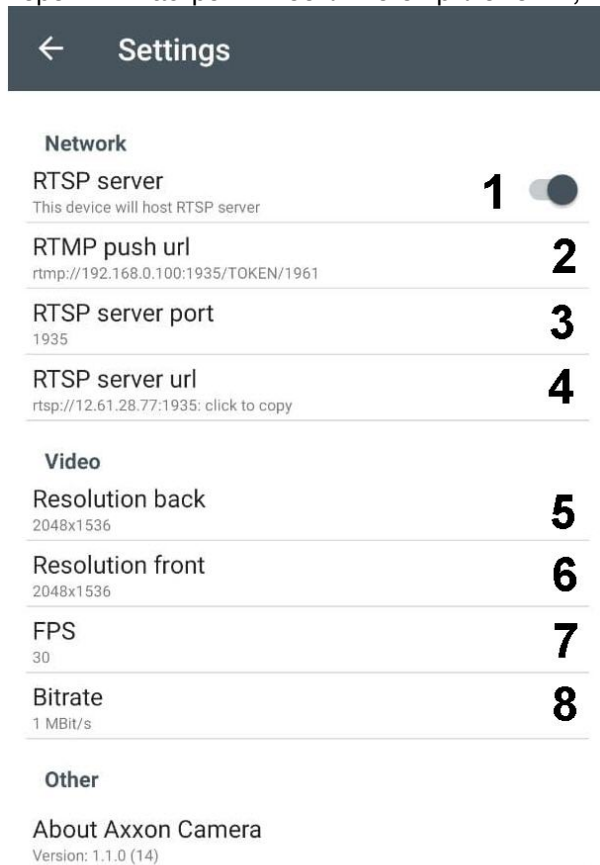 Settings
Network
RTSP server
1
This device will host RTSP server
RTMP push url
2
rtmp://192.168.0.100:1935/TOKEN/1961
RTSP server port
3
1935
RTSP server url
4
rtsp://12.61.28.77:1935: click to copy
Video
Resolution back
5
2048x1536
Resolution front
6
2048x1536
FPS
7
30
Bitrate
8
1 MBit/s
Other
About Axxon Camera
Version: 1.1.0 (14)